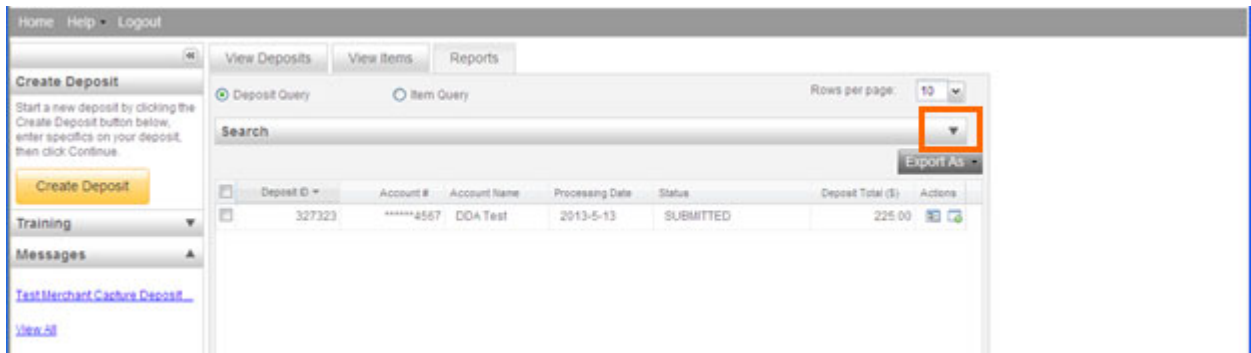 Home Help Logout
View Deposits View Items Reports
Create Deposit
Start a new deposit by clicking the
Create Deposit button below,
enter specifics on your deposit,
then click Continue.
Create Deposit
Training
Messages
Test Merchant Capture Deposit...
View All
Deposit Query Item Query Rows per page: 10
Search
Export As
Deposit ID Account # Account Name Processing Date Status Deposit Total ($) Actions
327323 ******4567 DDA Test 2013-5-13 SUBMITTED 225.00